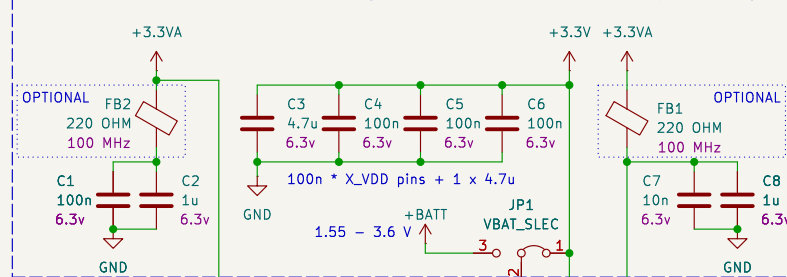 +3.3VA
OPTIONAL
FB2
220 OHM
100 MHz
C1
100n
6.3v
C2
1u
6.3v
GND
C3
4.7u
6.3v
C4
100n
6.3v
C5
100n
6.3v
C6
100n
6.3v
GND
100n * X_VDD pins + 1 x 4.7u
+3.3V
+BATT
1.55 – 3.6 V
JP1
VBAT_SLEC
3
1
2
+3.3VA
OPTIONAL
FB1
220 OHM
100 MHz
C7
10n
6.3v
C8
1u
6.3v
GND